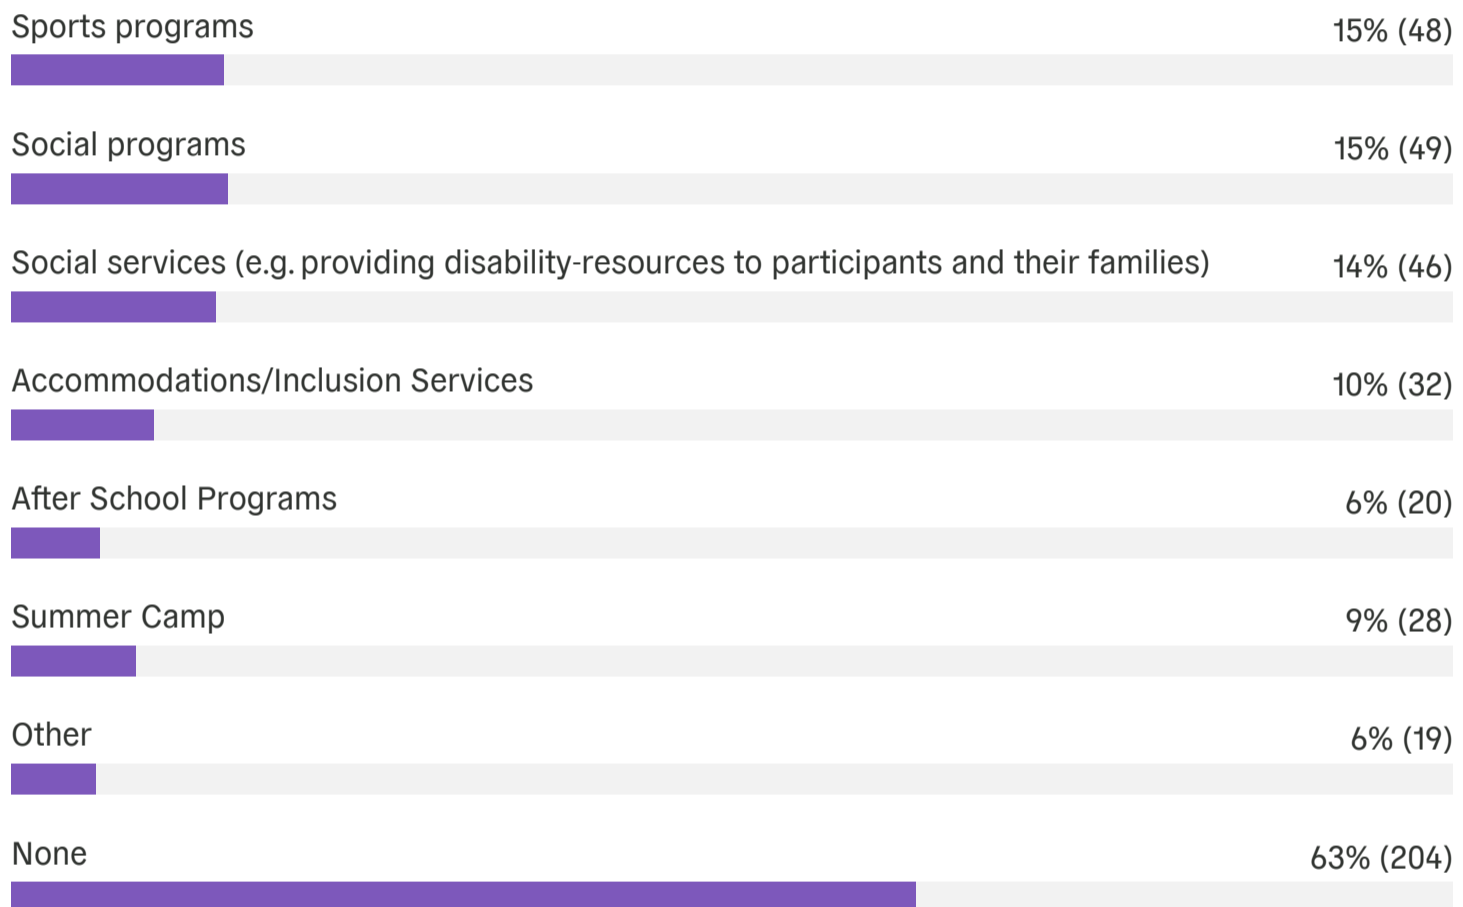 Sports programs 15% (48)
Social programs 15% (49)
Social services (e.g. providing disability-resources to participants and their families) 14% (46)
Accommodations/Inclusion Services 10% (32)
After School Programs 6% (20)
Summer Camp 9% (28)
Other 6% (19)
None 63% (204)